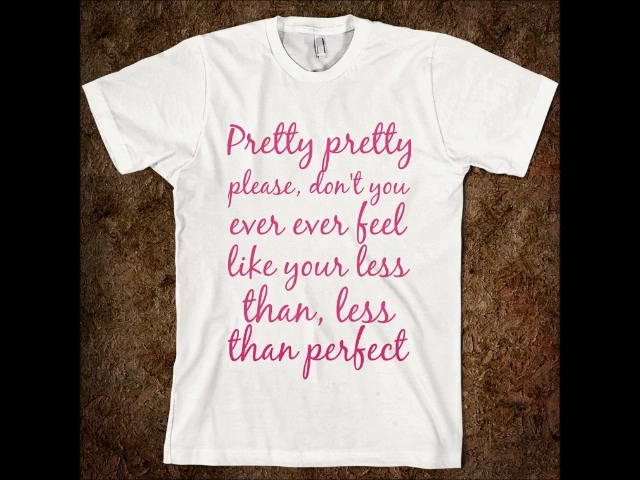 Pretty pretty
please, don't you
ever ever feel
like your less
than, less
than perfect